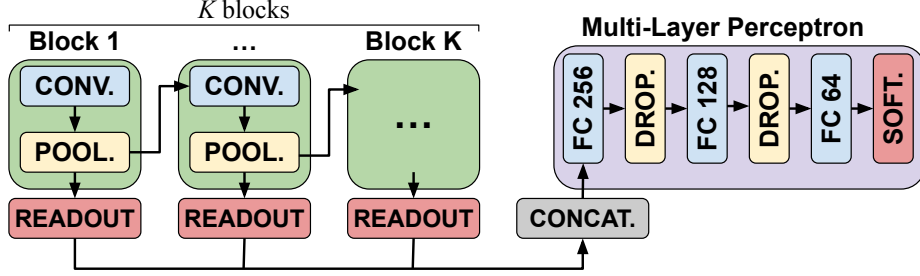 K blocks
Block 1
...
Block K
Multi-Layer Perceptron
CONV.
CONV.
...
POOL.
POOL.
READOUT
READOUT
READOUT
CONCAT.
FC 256
DROP.
FC 128
DROP.
FC 64
SOFT.